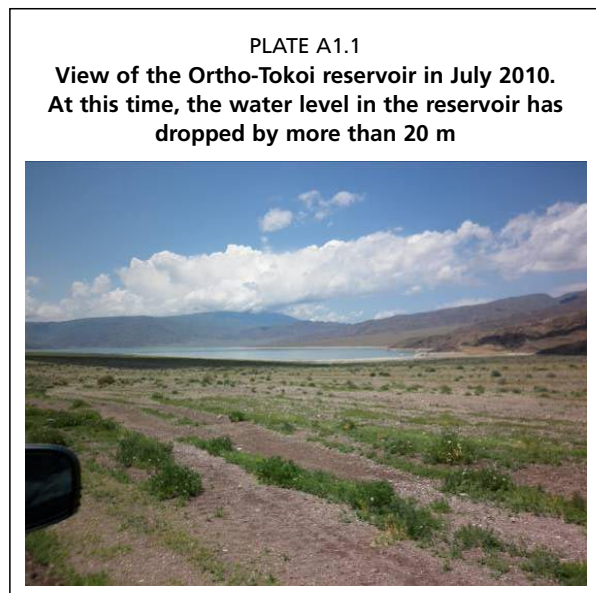 PLATE A1.1
View of the Ortho-Tokoi reservoir in July 2010.
At this time, the water level in the reservoir has
dropped by more than 20 m